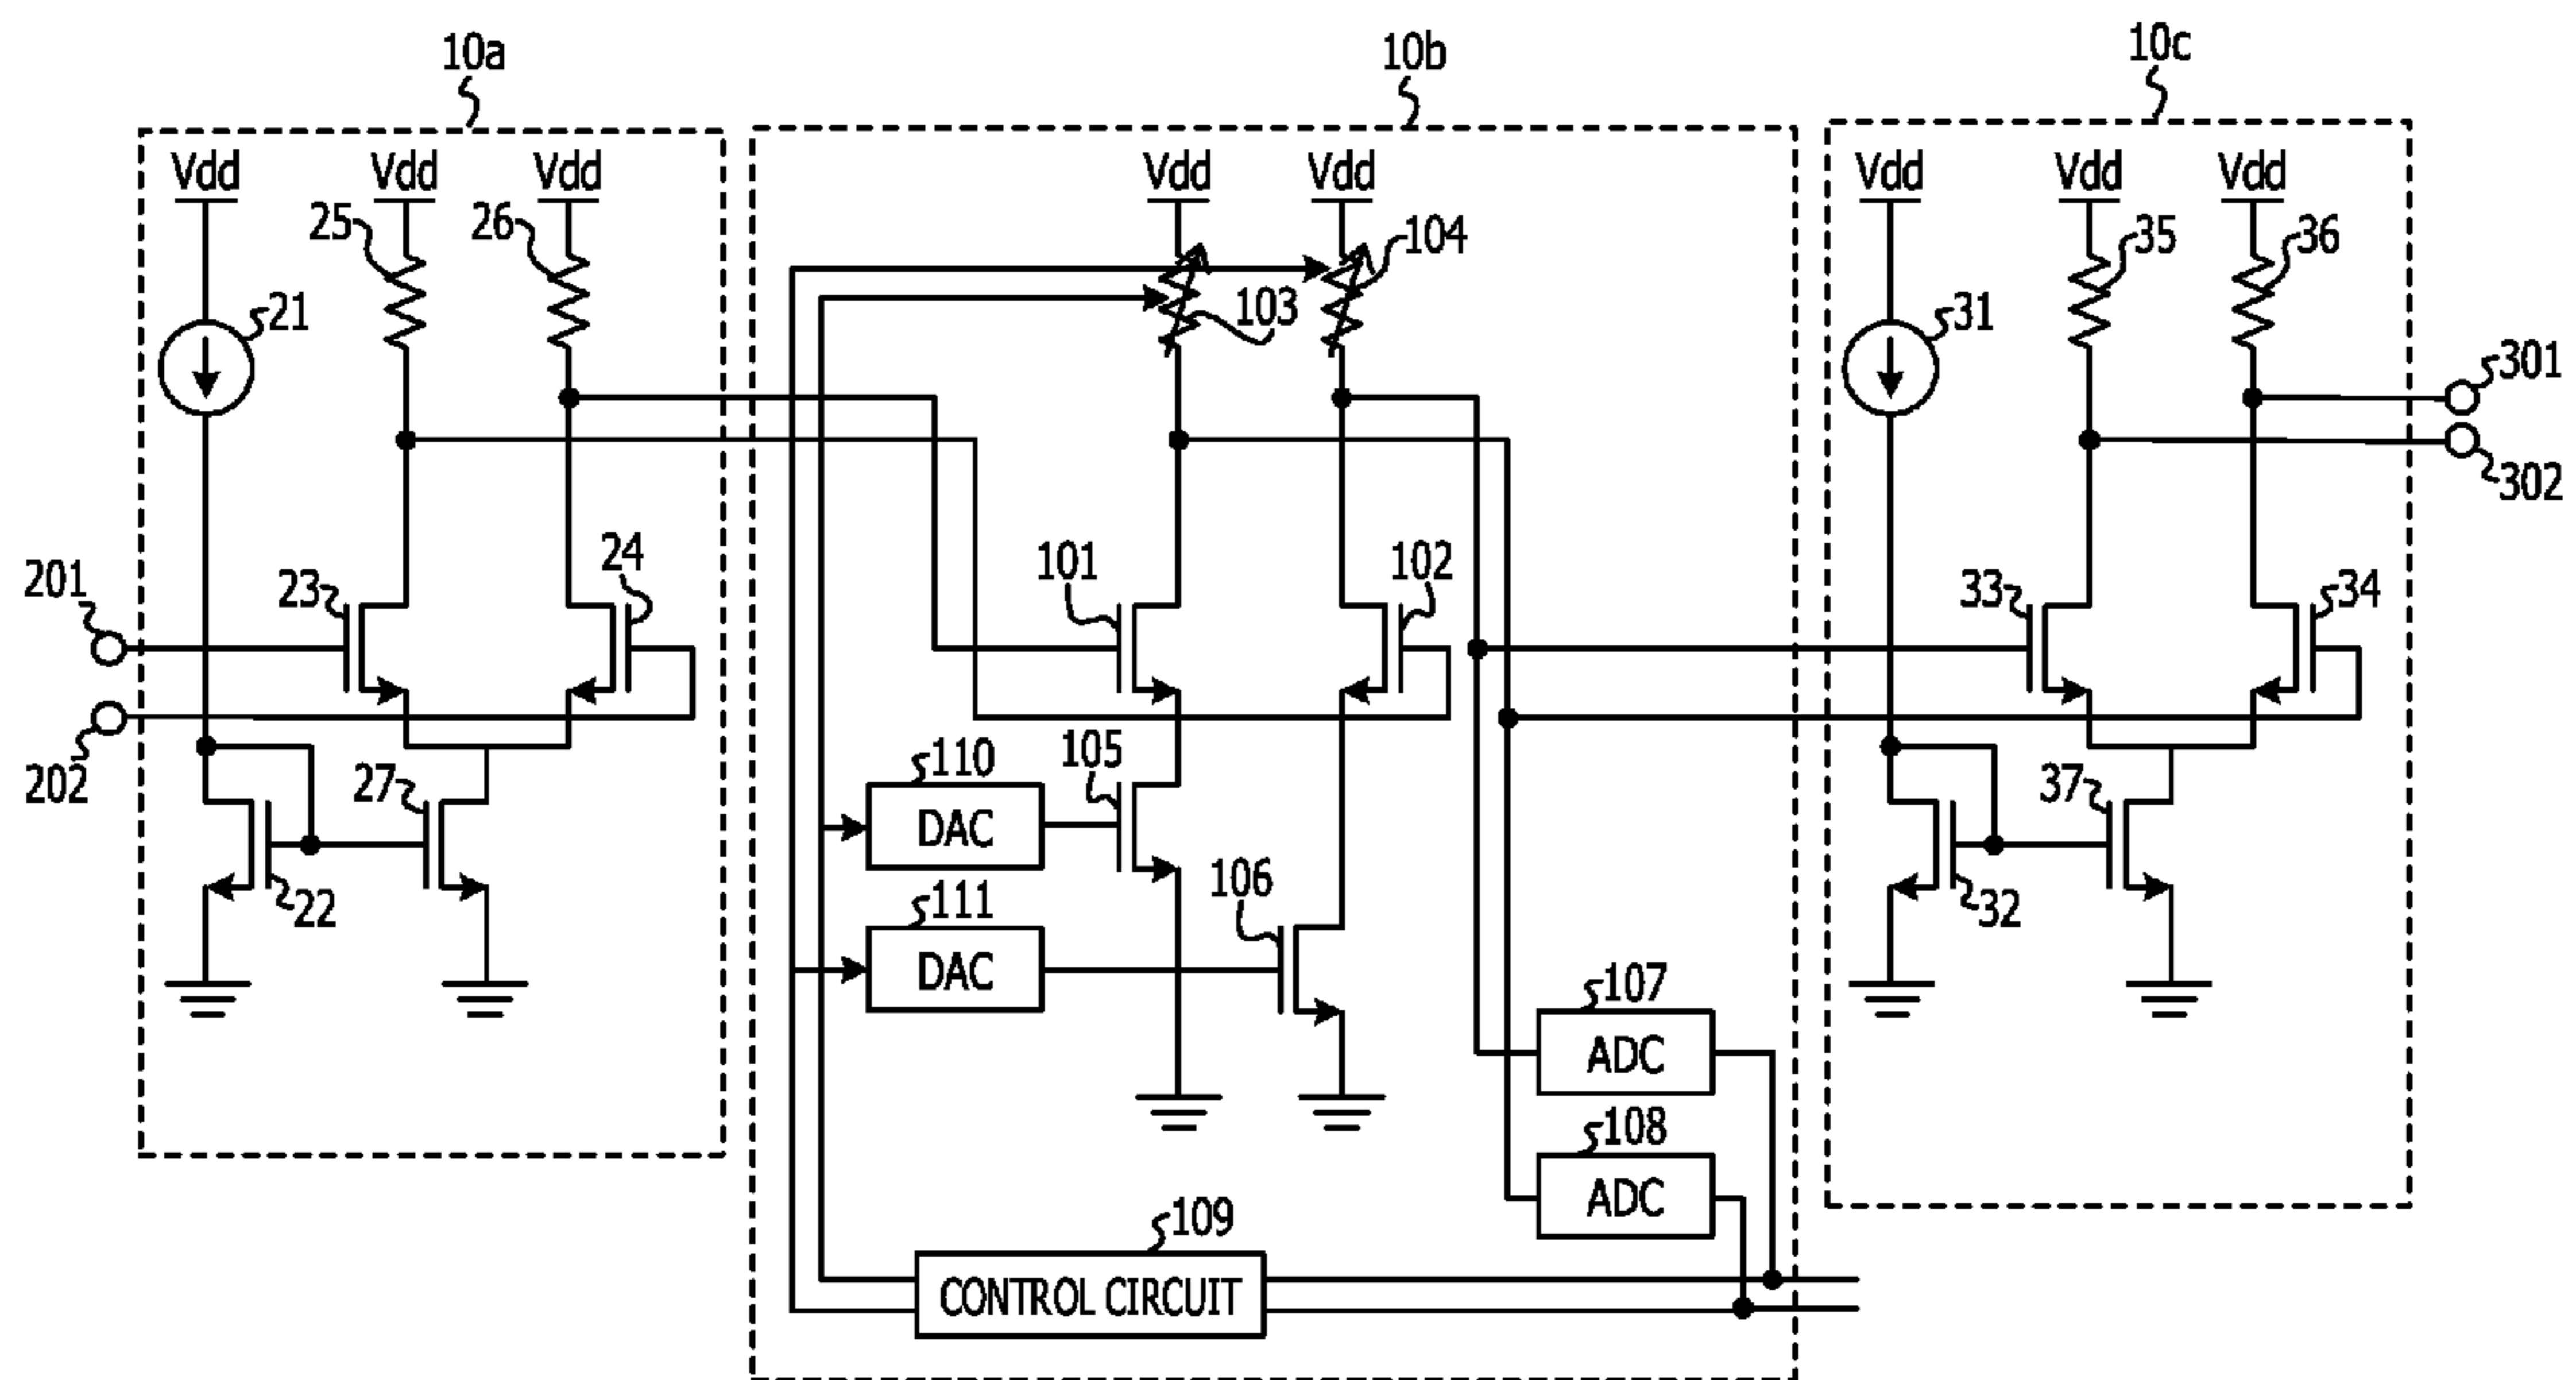 10a
10b
10c
Vdd
Vdd
Vdd
Vdd
Vdd
Vdd
Vdd
Vdd
25
26
104
35
36
21
103
31
301
302
201
23
24
101
102
33
34
202
27
110
DAC
105
37
22
111
DAC
106
32
107
ADC
108
ADC
109
CONTROL CIRCUIT